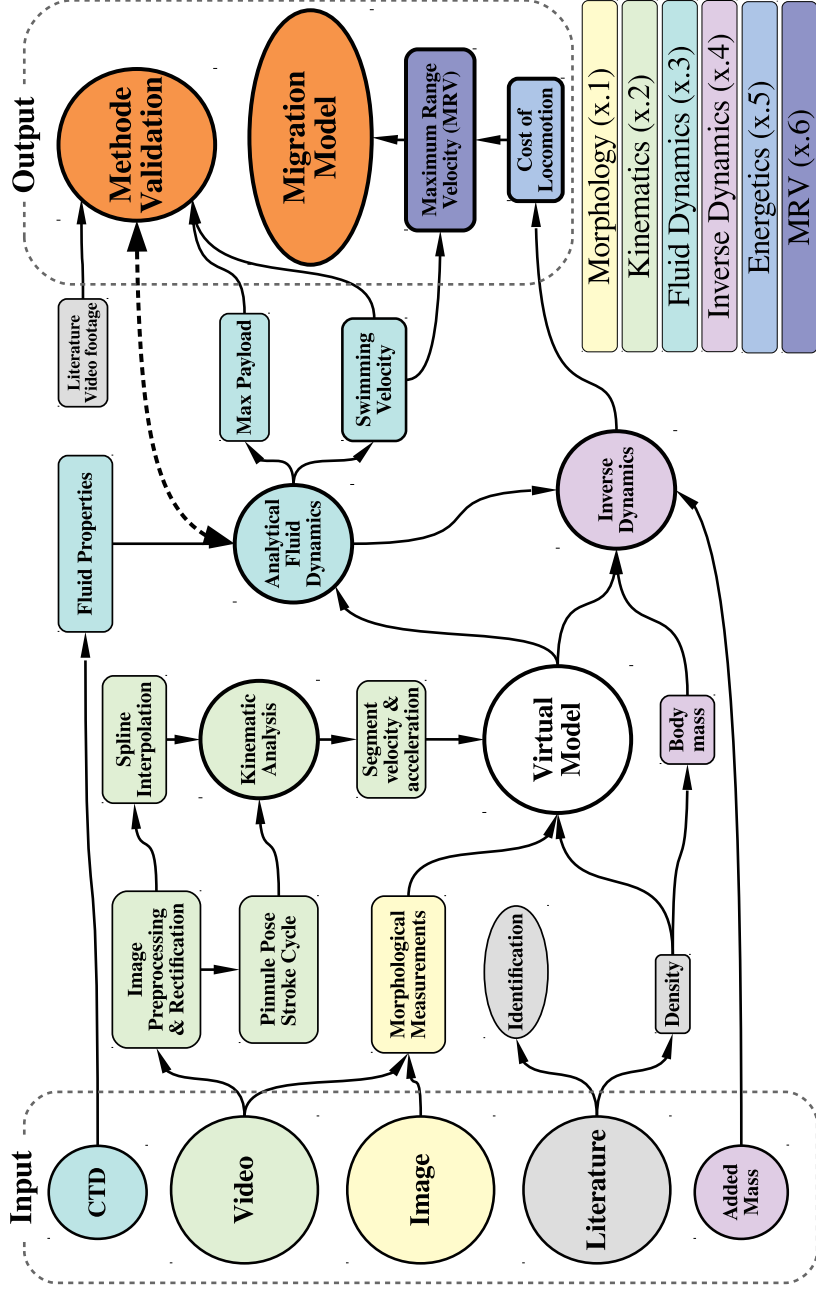 Input
CTD
Video
Image
Literature
Added
Mass
Image
Preprocessing
& Rectification
Pinnule Pose
Stroke Cycle
Morphological
Measurements
Identification
Density
Spline
Interpolation
Kinematic
Analysis
Segment
velocity &
acceleration
Virtual
Model
Body
mass
Fluid Properties
Analytical
Fluid
Dynamics
Inverse
Dynamics
Literature
Video footage
Max Payload
Swimming
Velocity
Output
Methode
Validation
Migration
Model
Maximum Range
Velocity (MRV)
Cost of
Locomotion
Morphology (x.1)
Kinematics (x.2)
Fluid Dynamics (x.3)
Inverse Dynamics (x.4)
Energetics (x.5)
MRV (x.6)